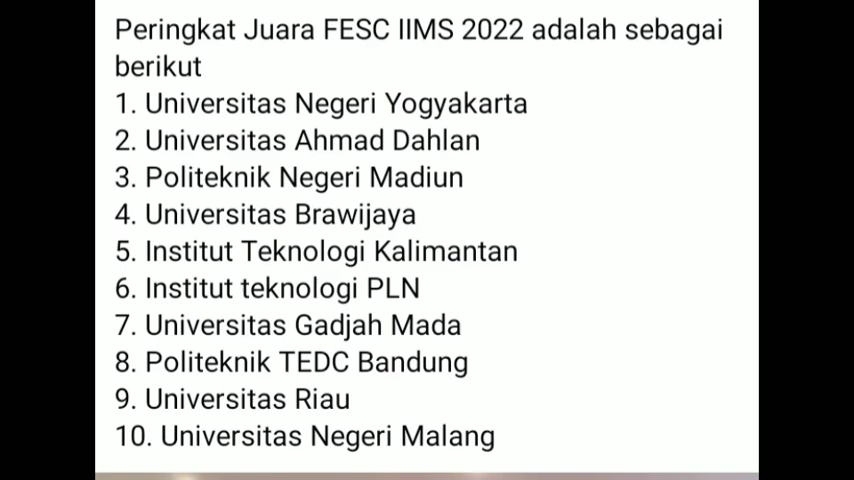 Peringkat Juara FESC IIMS 2022 adalah sebagai
berikut
1. Universitas Negeri Yogyakarta
2. Universitas Ahmad Dahlan
3. Politeknik Negeri Madiun
4. Universitas Brawijaya
5. Institut Teknologi Kalimantan
6. Institut teknologi PLN
7. Universitas Gadjah Mada
8. Politeknik TEDC Bandung
9. Universitas Riau
10. Universitas Negeri Malang